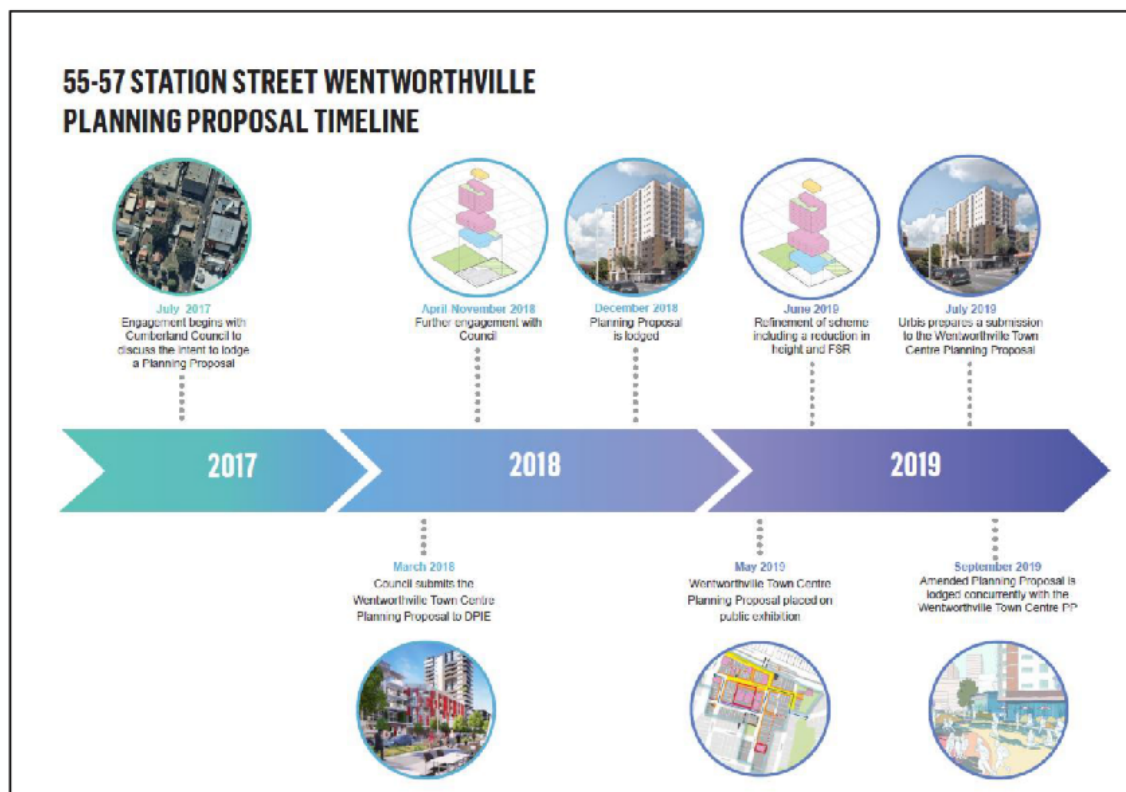 55-57 STATION STREET WENTWORTHVILLE
PLANNING PROPOSAL TIMELINE
July 2017
Engagement begins with
Cumberland Council to
discuss the intent to lodge
a Planning Proposal
April-November 2018
Further engagement with
Council
December 2018
Planning Proposal
is lodged
June 2019
Refinement of scheme
including a reduction in
height and FSR
July 2019
Urbis prepares a submission
to the Wentworthville Town
Centre Planning Proposal
2017
2018
2019
March 2018
Council submits the
Wentworthville Town Centre
Planning Proposal to DPIE
May 2019
Wentworthville Town Centre
Planning Proposal placed on
public exhibition
September 2019
Amended Planning Proposal is
lodged concurrently with the
Wentworthville Town Centre PP